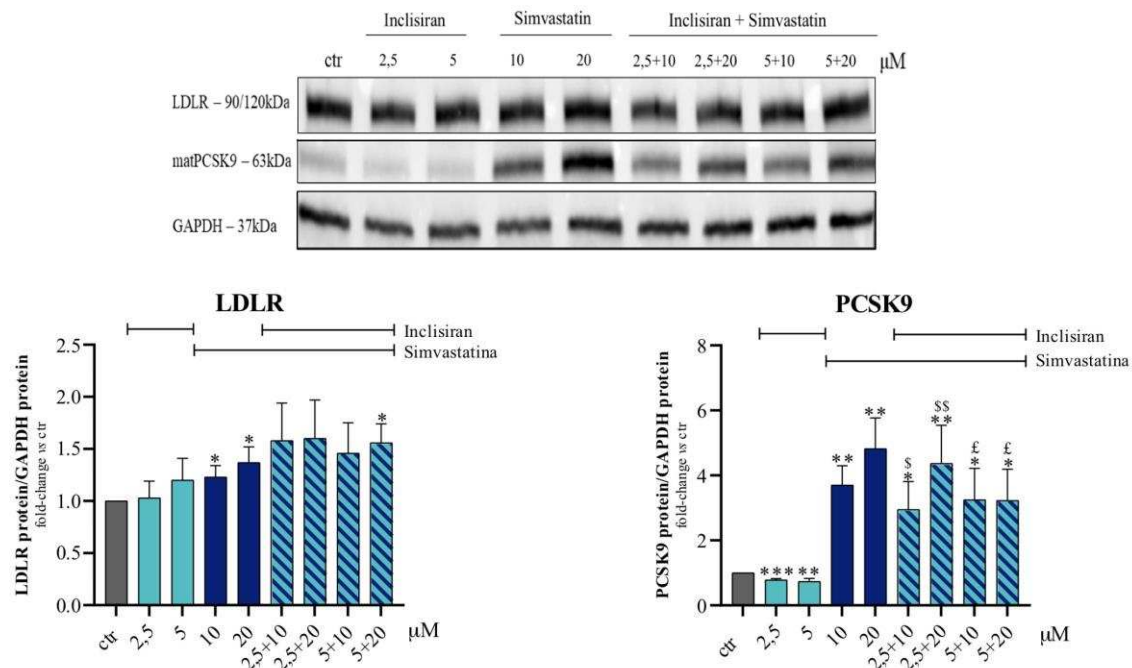 Inclisiran Simvastatin Inclisiran + Simvastatin
ctr 2,5 5 10 20 2,5+10 2,5+20 5+10 5+20 μM
LDLR – 90/120kDa
matPCSK9 – 63kDa
GAPDH – 37kDa
LDLR
Inclisiran
Simvastatina
LDLR protein/GAPDH protein
fold-change vs ctr
2.5
2.0
1.5
1.0
0.5
0.0
* * *
ctr 2,5 5 10 20 2,5+10 2,5+20 5+10 5+20 μM
PCSK9
Inclisiran
Simvastatina
PCSK9 protein/GAPDH protein
fold-change vs ctr
8
6
4
2
0
*** ** ** ** $ * $$ ** £ * £ *
ctr 2,5 5 10 20 2,5+10 2,5+20 5+10 5+20 μM